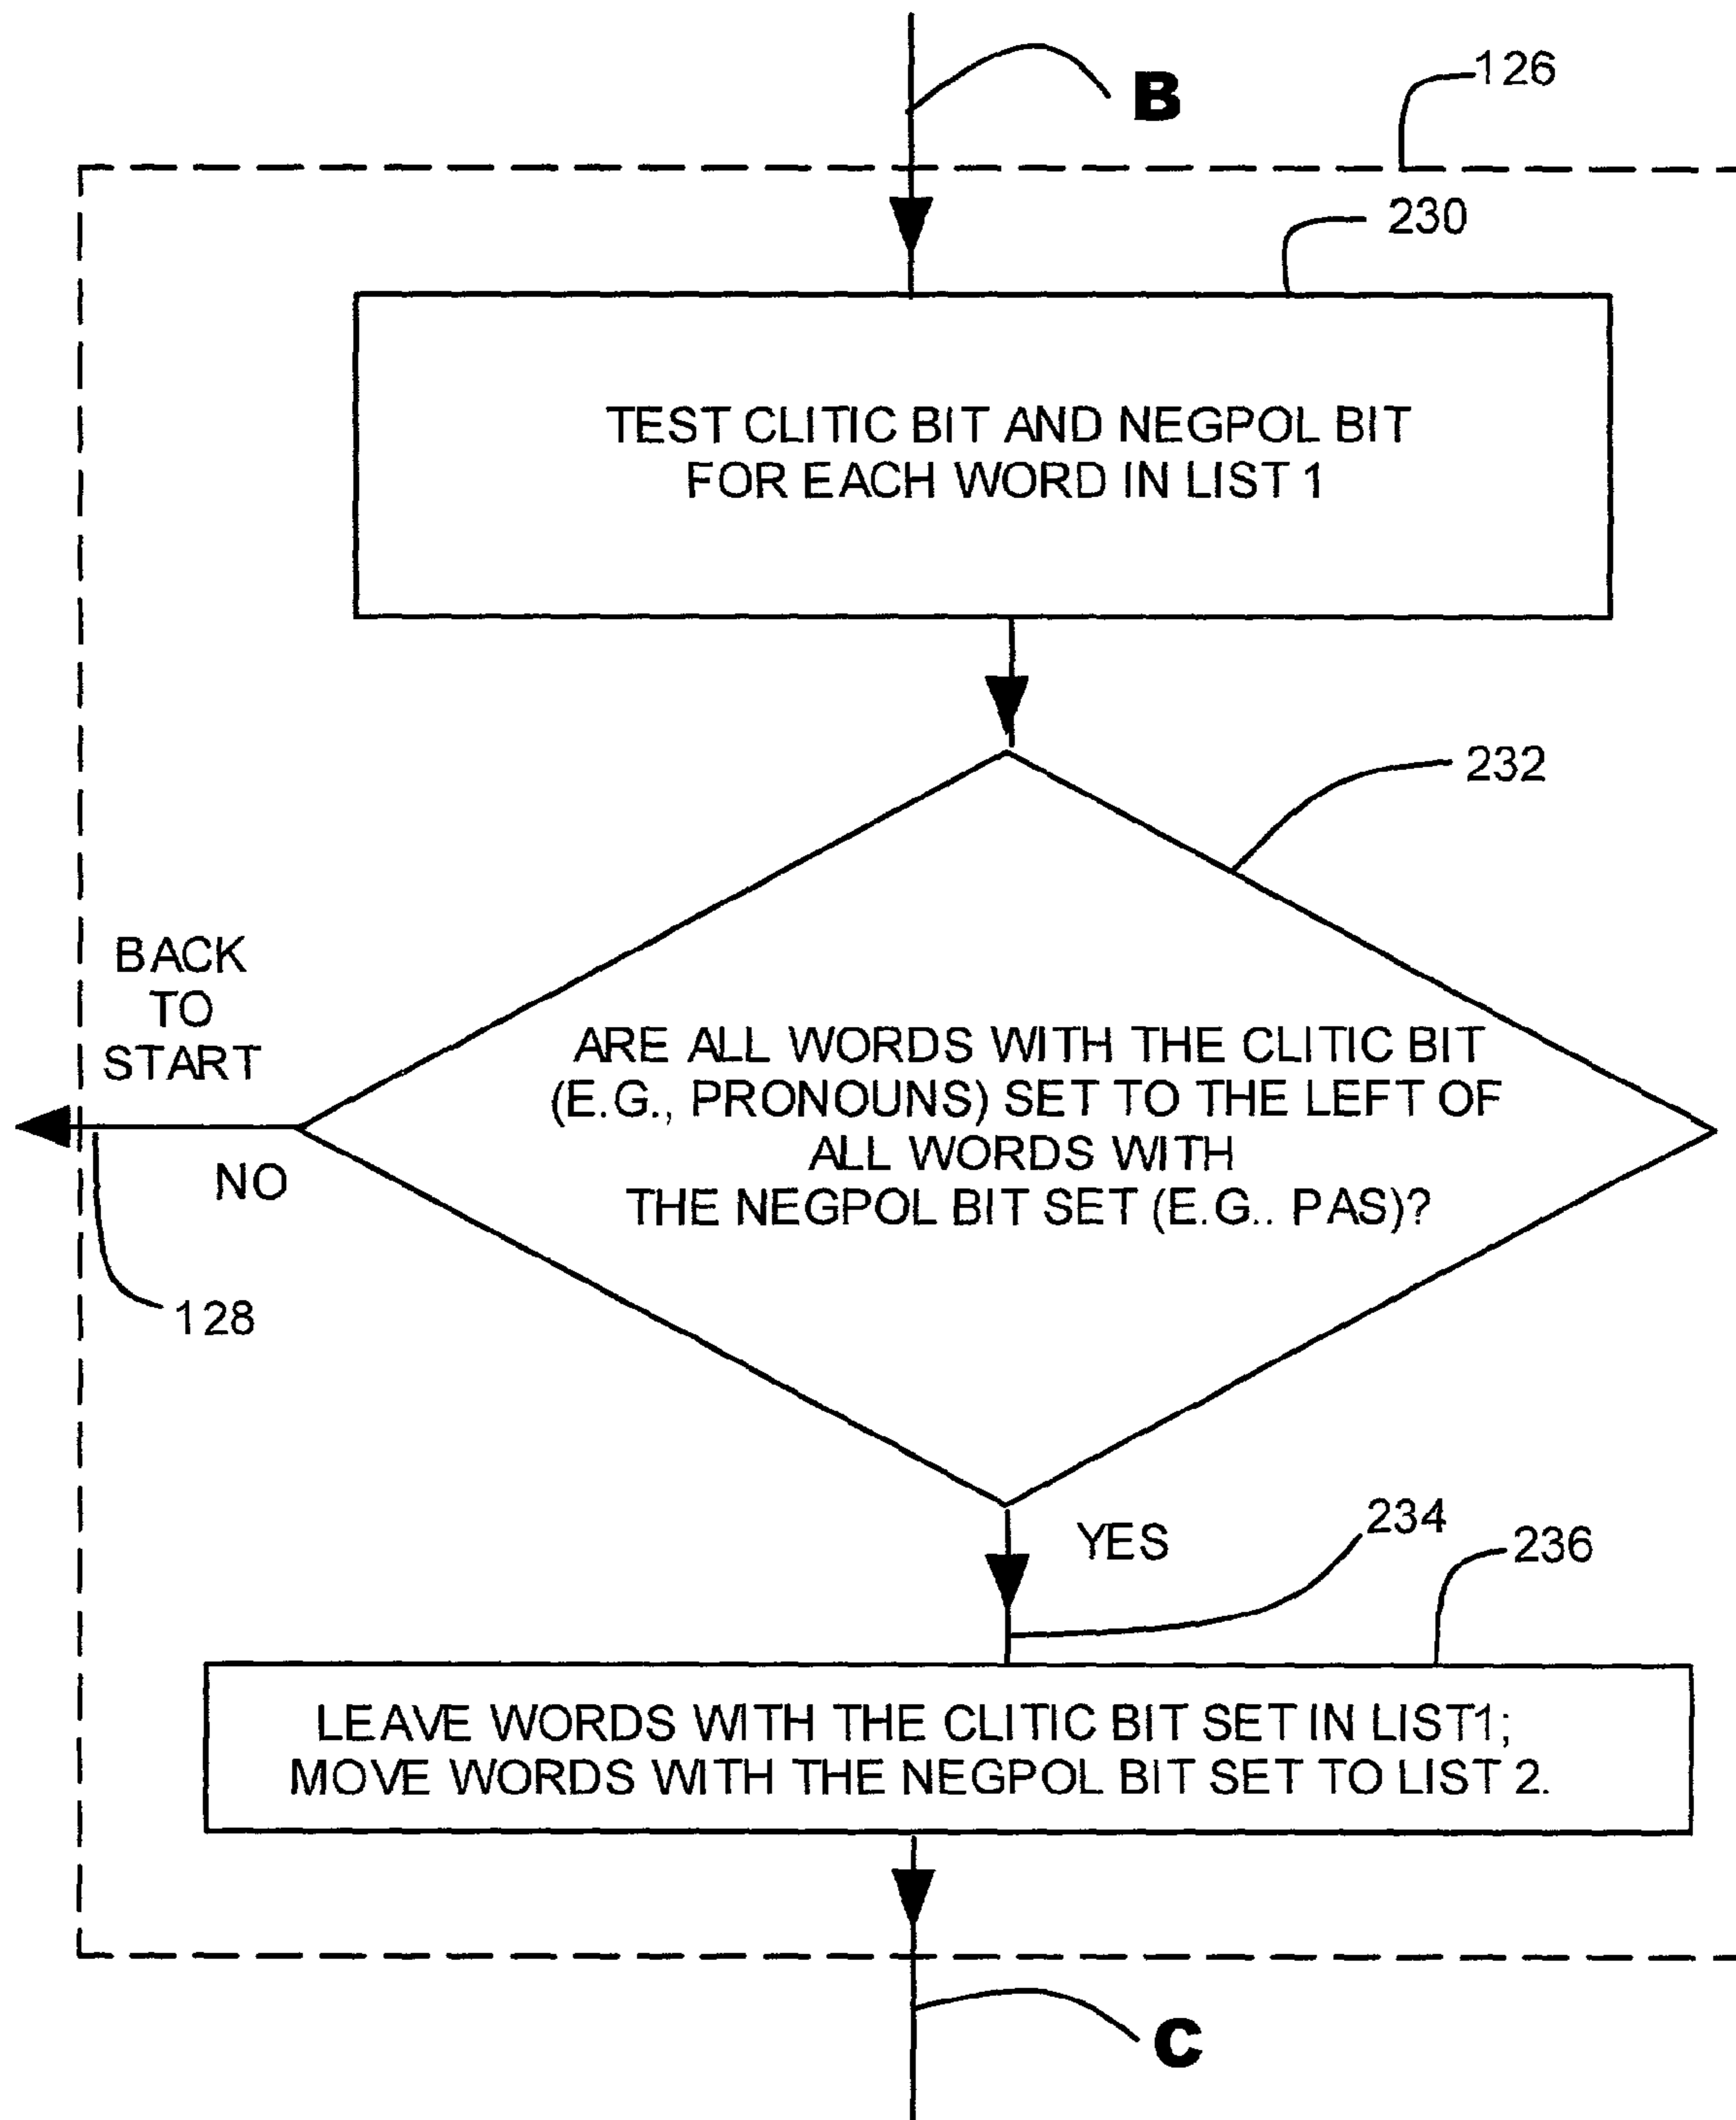 B
126
230
TEST CLITIC BIT AND NEGPOL BIT
FOR EACH WORD IN LIST 1
232
BACK
TO
START
ARE ALL WORDS WITH THE CLITIC BIT
(E.G., PRONOUNS) SET TO THE LEFT OF
ALL WORDS WITH
THE NEGPOL BIT SET (E.G.. PAS)?
NO
128
YES
234
236
LEAVE WORDS WITH THE CLITIC BIT SET IN LIST1;
MOVE WORDS WITH THE NEGPOL BIT SET TO LIST 2.
C